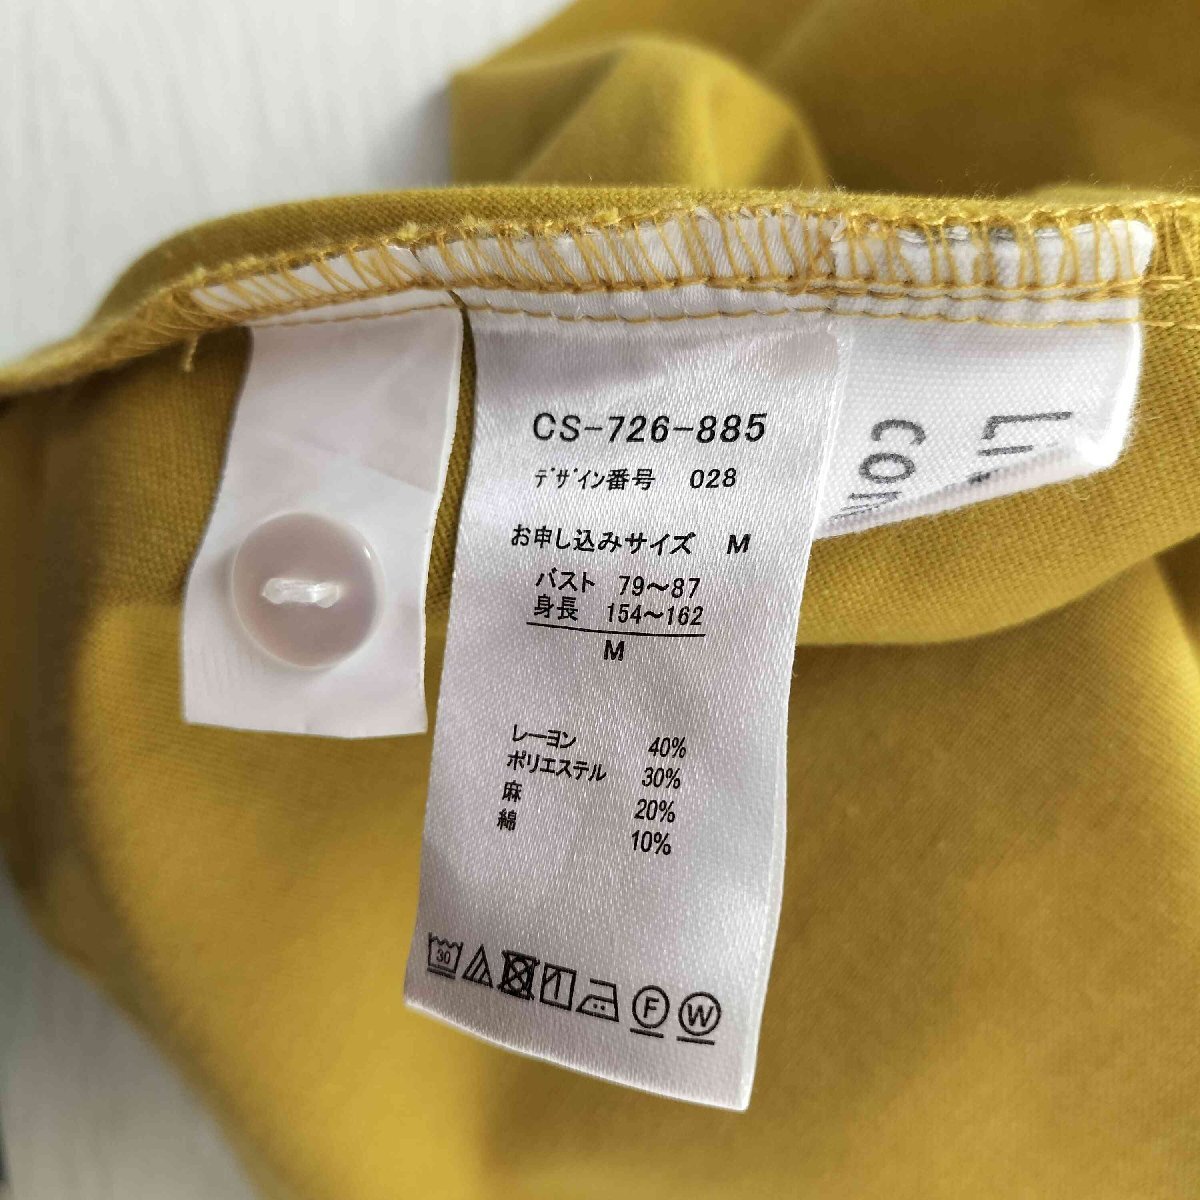 CS-726-885
ﾃﾞｻﾞｲﾝ番号 028
お申し込みサイズ M
バスト 79～87
身長 154～162
M
レーヨン 40%
ポリエステル 30%
麻 20%
綿 10%
30
F
W